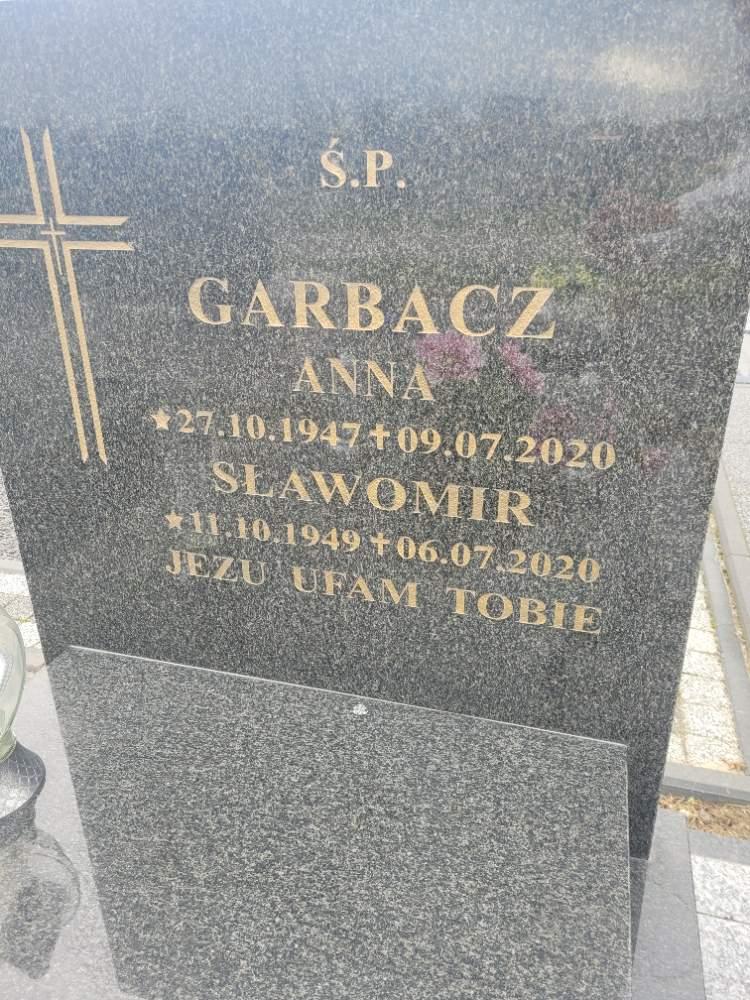 Ś.P.
GARBACZ
ANNA
★27.10.1947✝09.07.2020
SŁAWOMIR
★11.10.1949✝06.07.2020
JEZU UFAM TOBIE